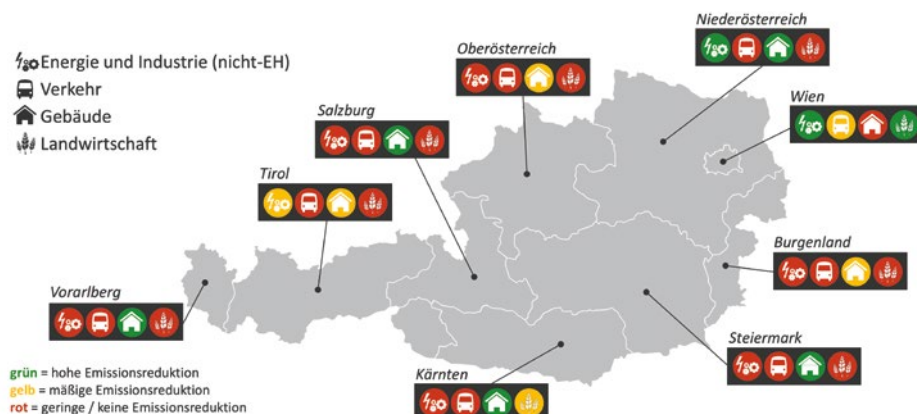 Niederösterreich
Oberösterreich
Energie und Industrie (nicht-EH)
Verkehr
Gebäude
Landwirtschaft
Salzburg
Wien
Tirol
Burgenland
Vorarlberg
Steiermark
Kärnten
grün = hohe Emissionsreduktion
gelb = mäßige Emissionsreduktion
rot = geringe / keine Emissionsreduktion